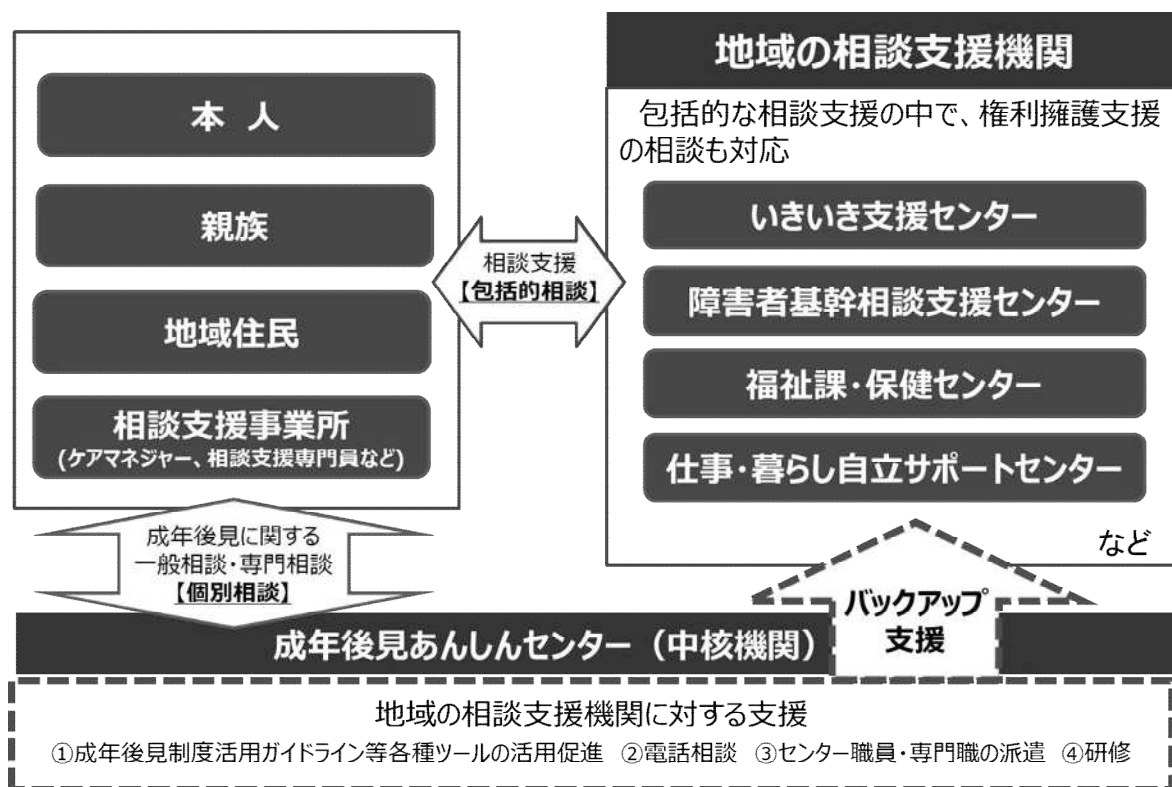 本 人
親族
地域住民
相談支援事業所
(ケアマネジャー、相談支援専門員など)
相談支援
【包括的相談】
地域の相談支援機関
包括的な相談支援の中で、権利擁護支援
の相談も対応
いきいき支援センター
障害者基幹相談支援センター
福祉課・保健センター
仕事・暮らし自立サポートセンター
など
成年後見に関する
一般相談・専門相談
【個別相談】
バックアップ
支援
成年後見あんしんセンター（中核機関）
地域の相談支援機関に対する支援
①成年後見制度活用ガイドライン等各種ツールの活用促進 ②電話相談 ③センター職員・専門職の派遣 ④研修